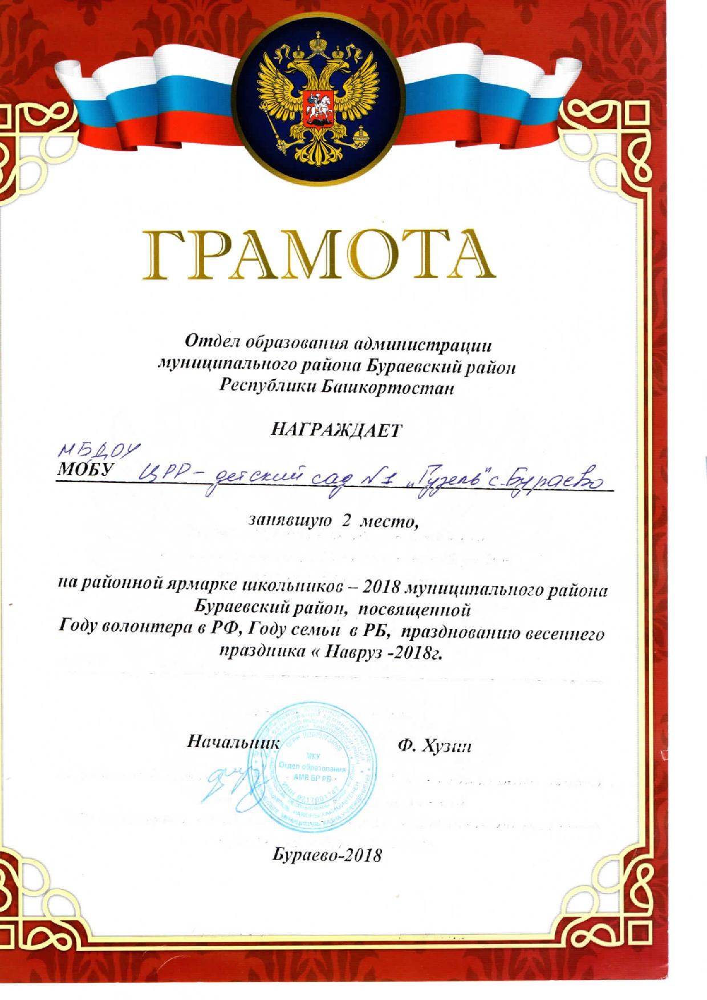 ГРАМОТА
Отдел образования администрации
муниципального района Бураевский район
Республики Башкортостан
НАГРАЖДАЕТ
МБДОУ
МОБУ ЦРР - детский сад №1 „Гузель" с. Бураево
занявшую 2 место,
на районной ярмарке школьников – 2018 муниципального района
Бураевский район, посвященной
Году волонтера в РФ, Году семьи в РБ, празднованию весеннего
праздника « Навруз -2018г.
Начальник Ф. Хузин
МКУ
Отдел образования
АМР БР РБ
ИНН 0217001747
Бураево-2018